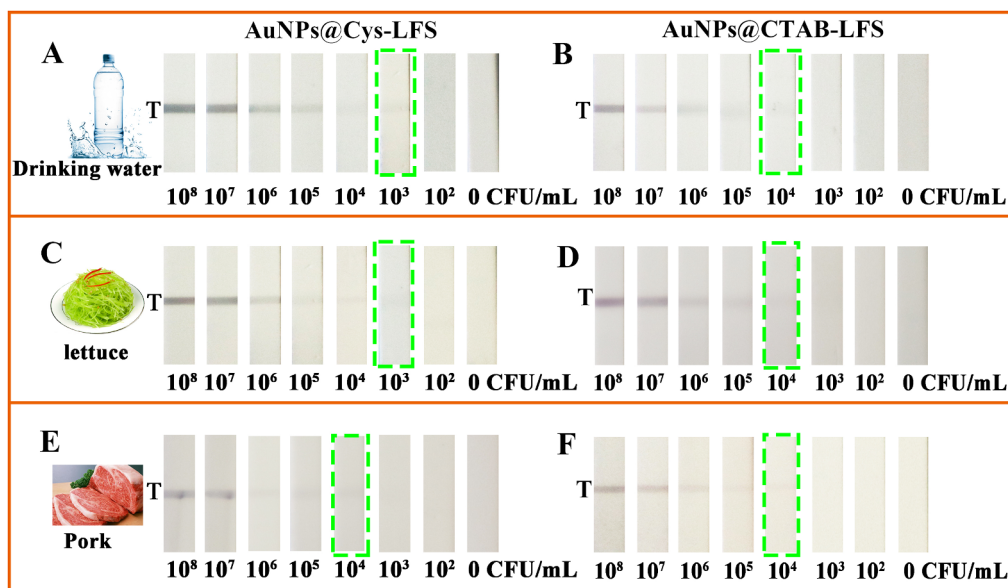 AuNPs@Cys-LFS
AuNPs@CTAB-LFS
A
B
T
T
Drinking water
10⁸ 10⁷ 10⁶ 10⁵ 10⁴ 10³ 10² 0 CFU/mL
10⁸ 10⁷ 10⁶ 10⁵ 10⁴ 10³ 10² 0 CFU/mL
C
D
T
T
lettuce
10⁸ 10⁷ 10⁶ 10⁵ 10⁴ 10³ 10² 0 CFU/mL
10⁸ 10⁷ 10⁶ 10⁵ 10⁴ 10³ 10² 0 CFU/mL
E
F
T
T
Pork
10⁸ 10⁷ 10⁶ 10⁵ 10⁴ 10³ 10² 0 CFU/mL
10⁸ 10⁷ 10⁶ 10⁵ 10⁴ 10³ 10² 0 CFU/mL